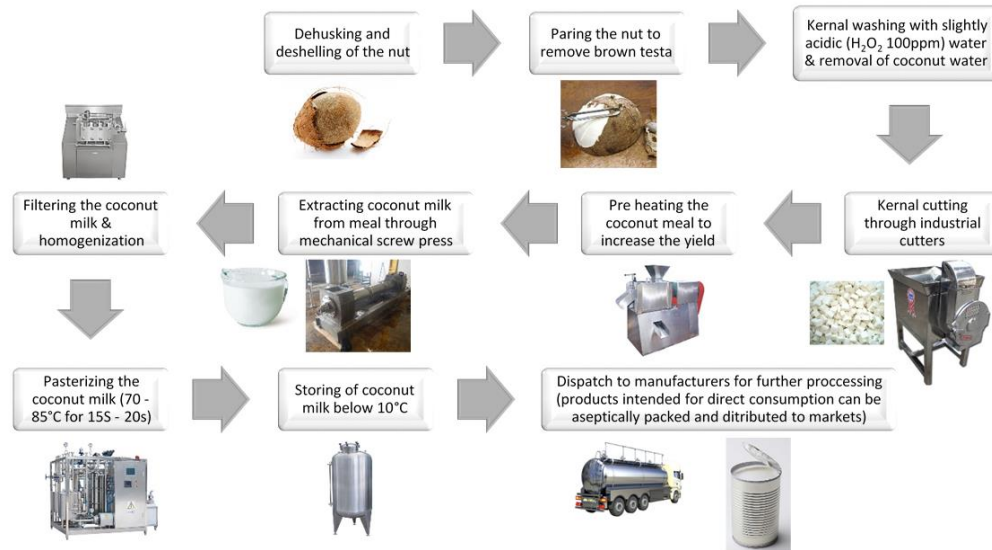 Dehusking and
deshelling of the nut
Paring the nut to
remove brown testa
Kernal washing with slightly
acidic (H₂O₂ 100ppm) water
& removal of coconut water
Kernal cutting
through industrial
cutters
Pre heating the
coconut meal to
increase the yield
Extracting coconut milk
from meal through
mechanical screw press
Filtering the coconut
milk &
homogenization
Pasterizing the
coconut milk (70 -
85°C for 15S - 20s)
Storing of coconut
milk below 10°C
Dispatch to manufacturers for further proccessing
(products intended for direct consumption can be
aseptically packed and ditributed to markets)